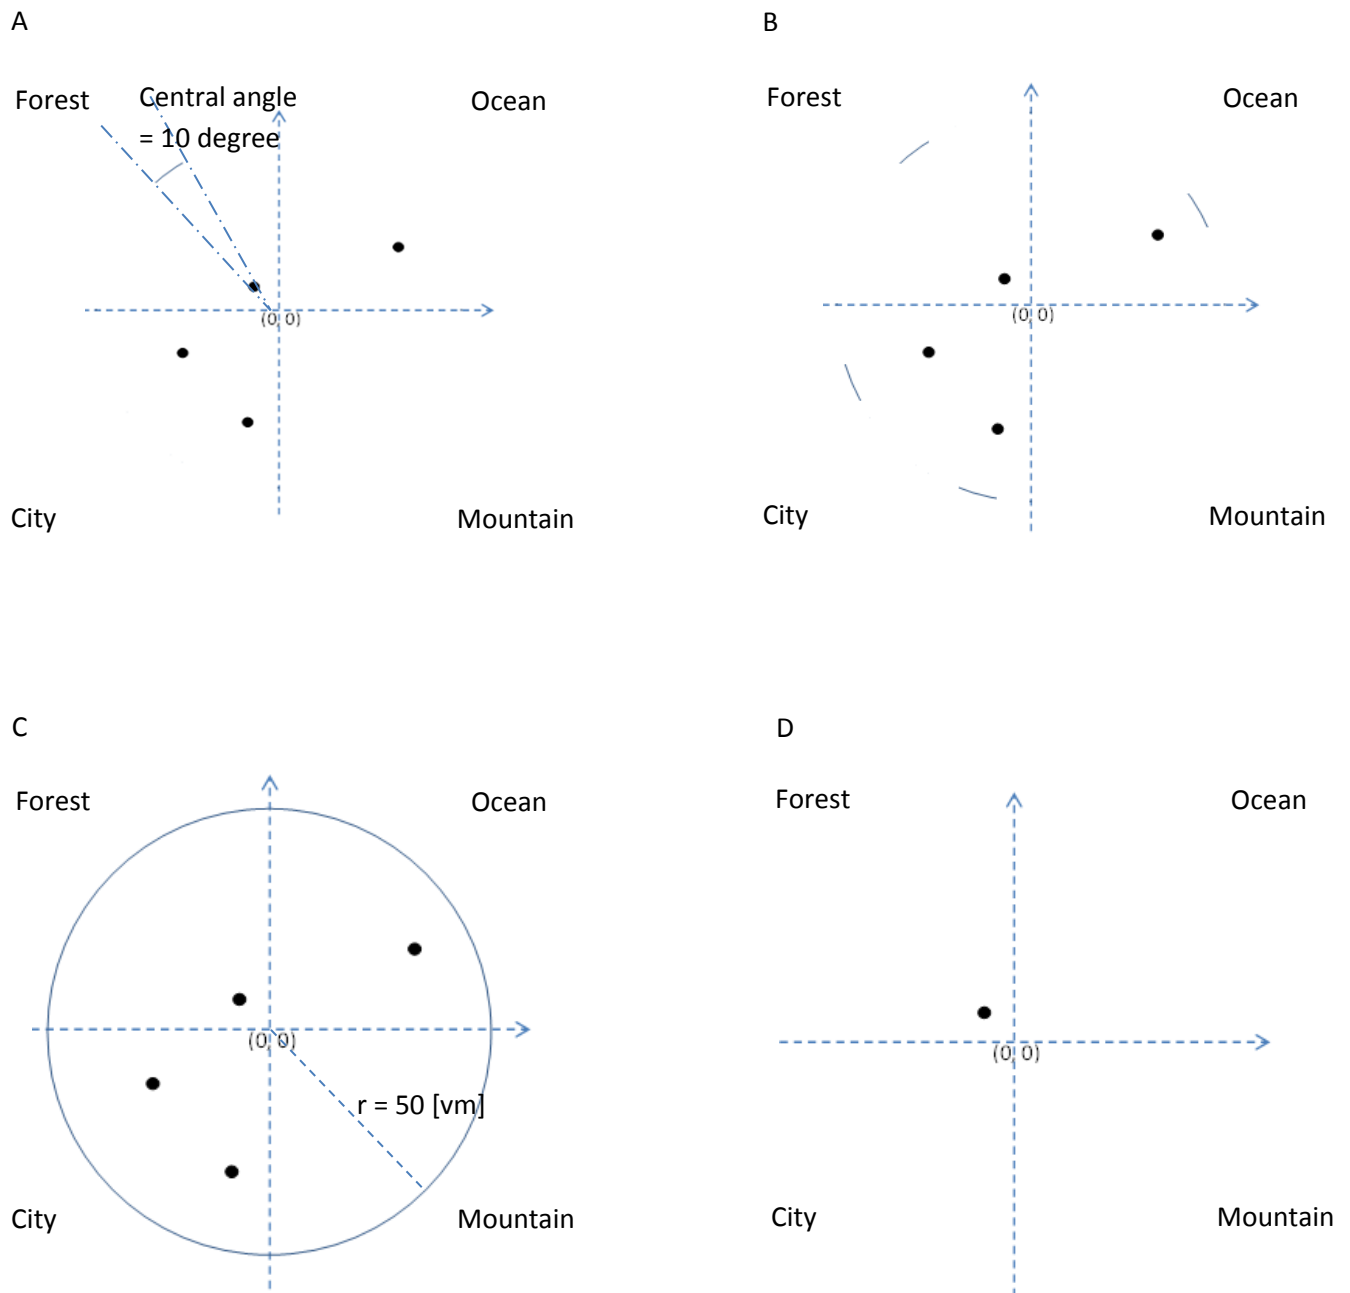 A
B
Forest
Central angle
= 10 degree
Ocean
Forest
Ocean
(0, 0)
(0, 0)
City
Mountain
City
Mountain
C
D
Forest
Ocean
Forest
Ocean
(0, 0)
(0, 0)
r = 50 [vm]
City
Mountain
City
Mountain